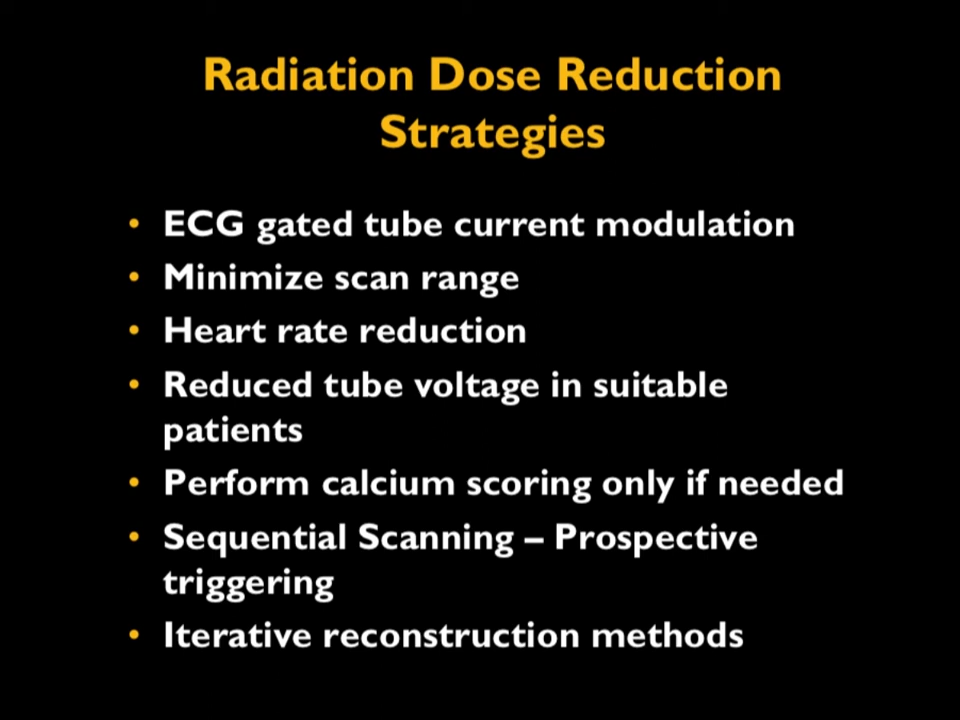 Radiation Dose Reduction
Strategies
• ECG gated tube current modulation
• Minimize scan range
• Heart rate reduction
• Reduced tube voltage in suitable
patients
• Perform calcium scoring only if needed
• Sequential Scanning – Prospective
triggering
• Iterative reconstruction methods